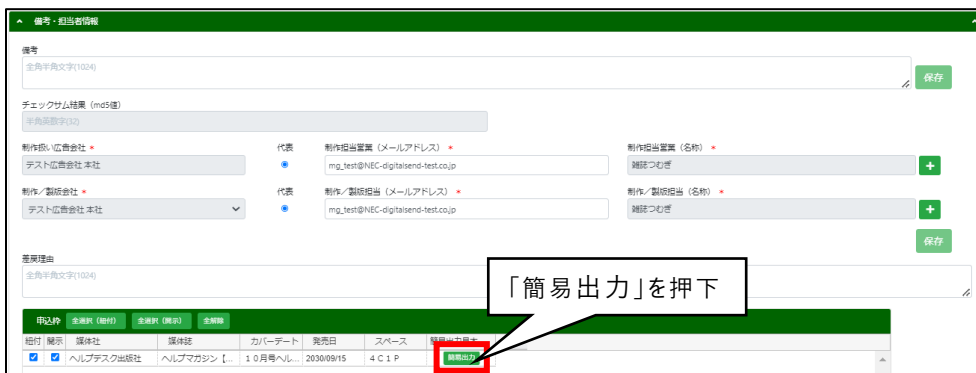 備考・担当者情報
備考
全角半角文字(1024)
保存
チェックサム結果（md5値）
半角英数字(32)
制作扱い広告会社 * 代表 制作担当営業（メールアドレス） * 制作担当営業（名称） *
テスト広告会社 本社 mg_test@NEC-digitalsend-test.co.jp 雑誌つむぎ +
制作／製版会社 * 代表 制作／製版担当（メールアドレス） * 制作／製版担当（名称） *
テスト広告会社 本社 mg_test@NEC-digitalsend-test.co.jp 雑誌つむぎ +
保存
差戻理由
全角半角文字(1024)
「簡易出力」を押下
申込枠 全選択（紐付） 全選択（開示） 全解除
紐付 開示 媒体社 媒体誌 カバーデート 発売日 スペース
ヘルプデスク出版社 ヘルプマガジン【... １０月号ヘル... 2030/09/15 ４Ｃ１Ｐ 簡易出力